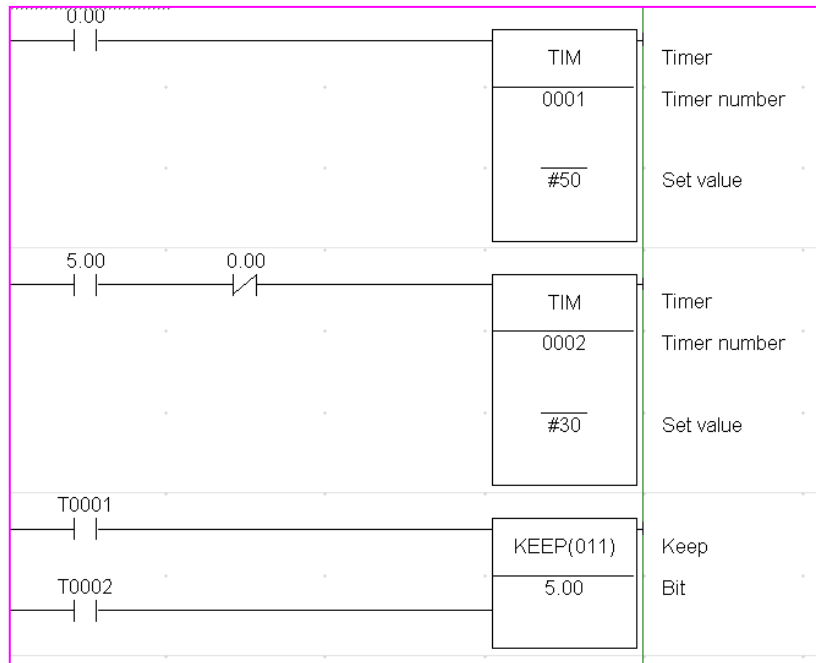 0.00
TIM Timer
0001 Timer number
#50 Set value
5.00 0.00
TIM Timer
0002 Timer number
#30 Set value
T0001
KEEP(011) Keep
T0002 5.00 Bit